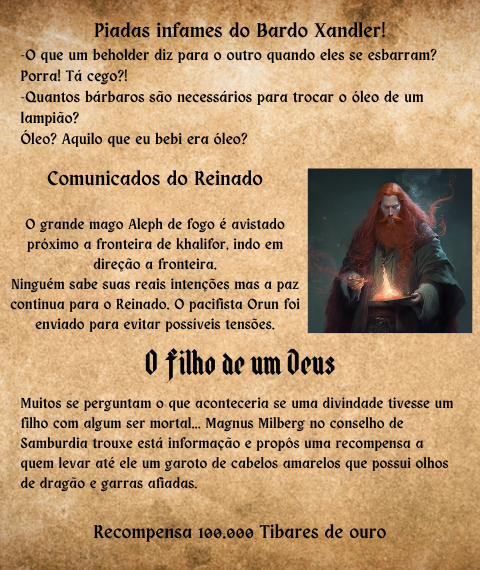 Piadas infames do Bardo Xandler!
-O que um beholder diz para o outro quando eles se esbarram?
Porra! Tá cego?!
-Quantos bárbaros são necessários para trocar o óleo de um
lampião?
Óleo? Aquilo que eu bebi era óleo?
Comunicados do Reinado
O grande mago Aleph de fogo é avistado
próximo a fronteira de khalifor, indo em
direção a fronteira.
Ninguém sabe suas reais intenções mas a paz
continua para o Reinado. O pacifista Orun foi
enviado para evitar possíveis tensões.
O filho de um Deus
Muitos se perguntam o que aconteceria se uma divindade tivesse um
filho com algum ser mortal... Magnus Milberg no conselho de
Samburdia trouxe está informação e propôs uma recompensa a
quem levar até ele um garoto de cabelos amarelos que possui olhos
de dragão e garras afiadas.
Recompensa 100.000 Tibares de ouro